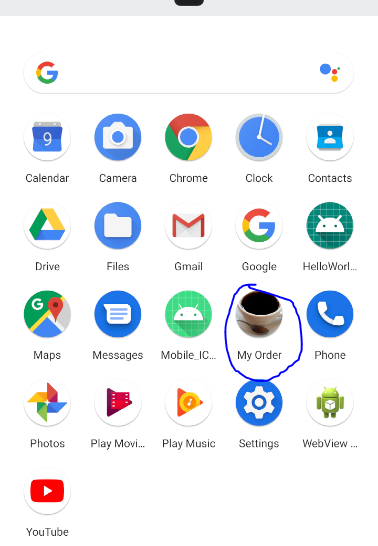 9
Calendar Camera Chrome Clock Contacts
Drive Files Gmail Google HelloWorl...
G
Maps Messages Mobile_IC... My Order Phone
Photos Play Movi... Play Music Settings WebView ...
YouTube